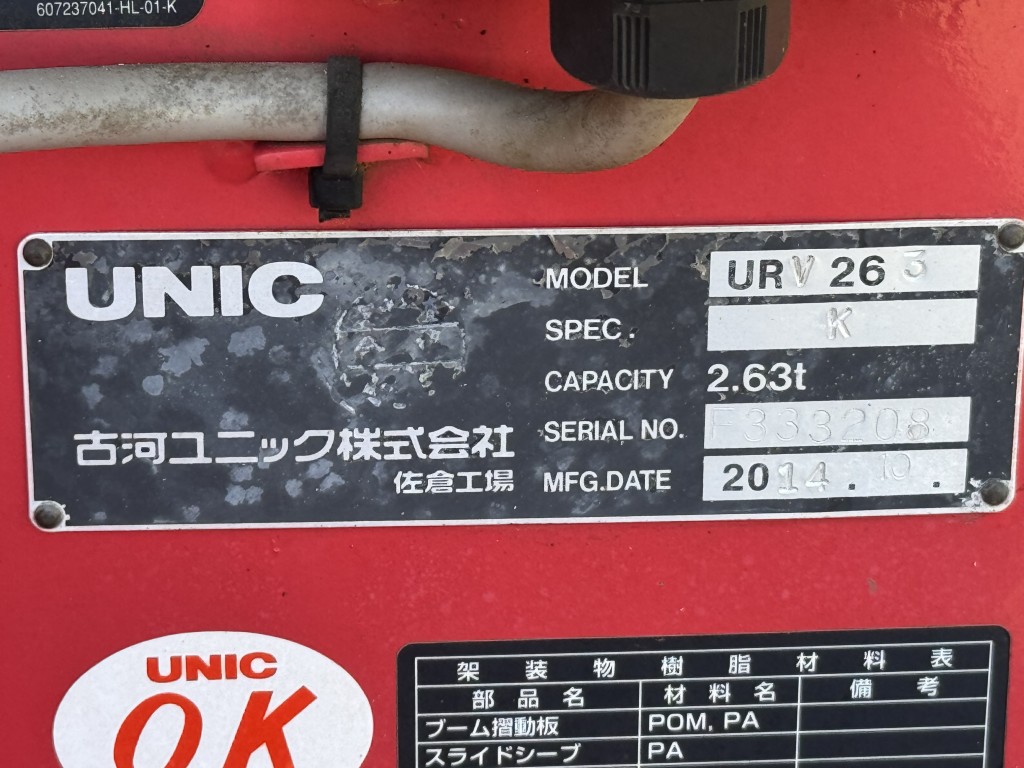 607237041-HL-01-K
UNIC
MODEL URV263
SPEC. K
CAPACITY 2.63t
SERIAL NO. F333208
MFG.DATE 2014.10.
古河ユニック株式会社
佐倉工場
UNIC
OK
架装物樹脂材料表
部品名 材料名 備考
ブーム摺動板 POM, PA
スライドシーブ PA